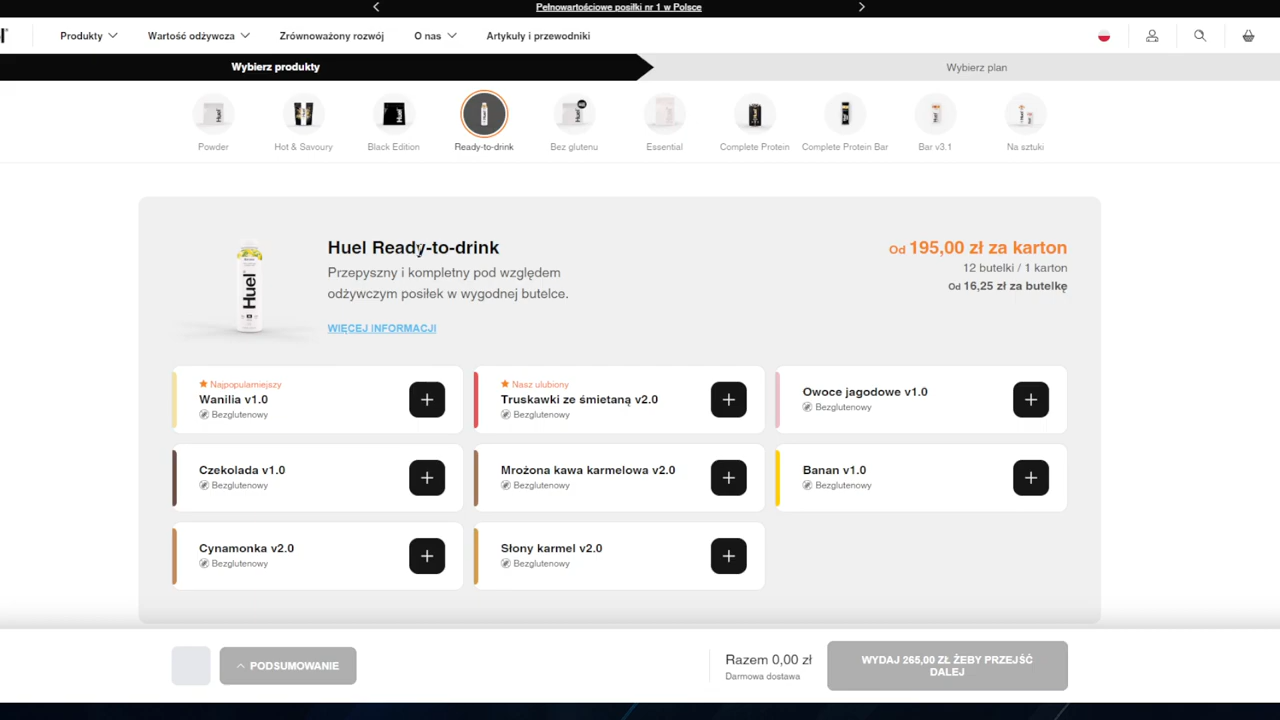 Pełnowartościowe posiłki nr 1 w Polsce
Produkty
Wartość odżywcza
Zrównoważony rozwój
O nas
Artykuły i przewodniki
Wybierz produkty
Wybierz plan
Powder
Hot & Savoury
Black Edition
Ready-to-drink
Bez glutenu
Essential
Complete Protein
Complete Protein Bar
Bar v3.1
Na sztuki
Huel Ready-to-drink
Przepyszny i kompletny pod względem
odżywczym posiłek w wygodnej butelce.
WIĘCEJ INFORMACJI
Huel
Od 195,00 zł za karton
12 butelki / 1 karton
Od 16,25 zł za butelkę
Najpopularniejszy
Wanilia v1.0
Bezglutenowy
Nasz ulubiony
Truskawki ze śmietaną v2.0
Bezglutenowy
Owoce jagodowe v1.0
Bezglutenowy
Czekolada v1.0
Bezglutenowy
Mrożona kawa karmelowa v2.0
Bezglutenowy
Banan v1.0
Bezglutenowy
Cynamonka v2.0
Bezglutenowy
Słony karmel v2.0
Bezglutenowy
PODSUMOWANIE
Razem 0,00 zł
Darmowa dostawa
WYDAJ 265,00 ZŁ ŻEBY PRZEJŚĆ
DALEJ